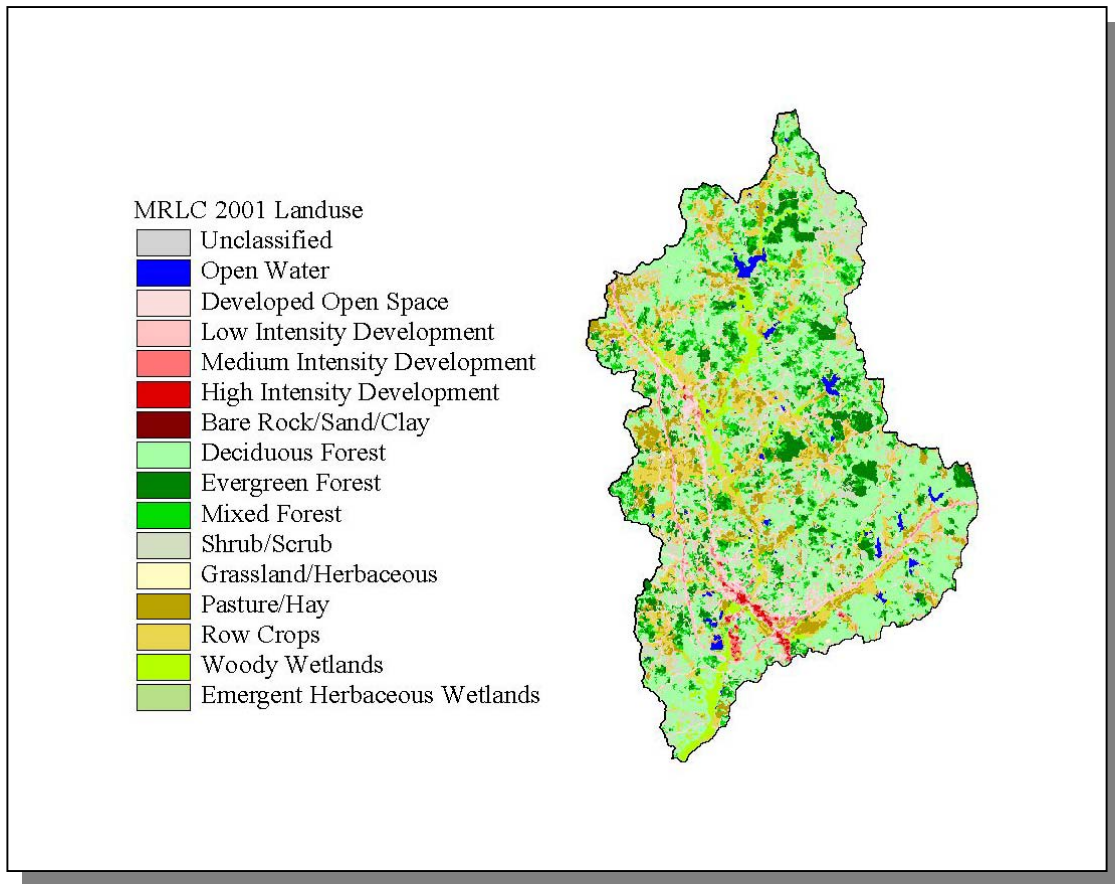 MRLC 2001 Landuse
Unclassified
Open Water
Developed Open Space
Low Intensity Development
Medium Intensity Development
High Intensity Development
Bare Rock/Sand/Clay
Deciduous Forest
Evergreen Forest
Mixed Forest
Shrub/Scrub
Grassland/Herbaceous
Pasture/Hay
Row Crops
Woody Wetlands
Emergent Herbaceous Wetlands